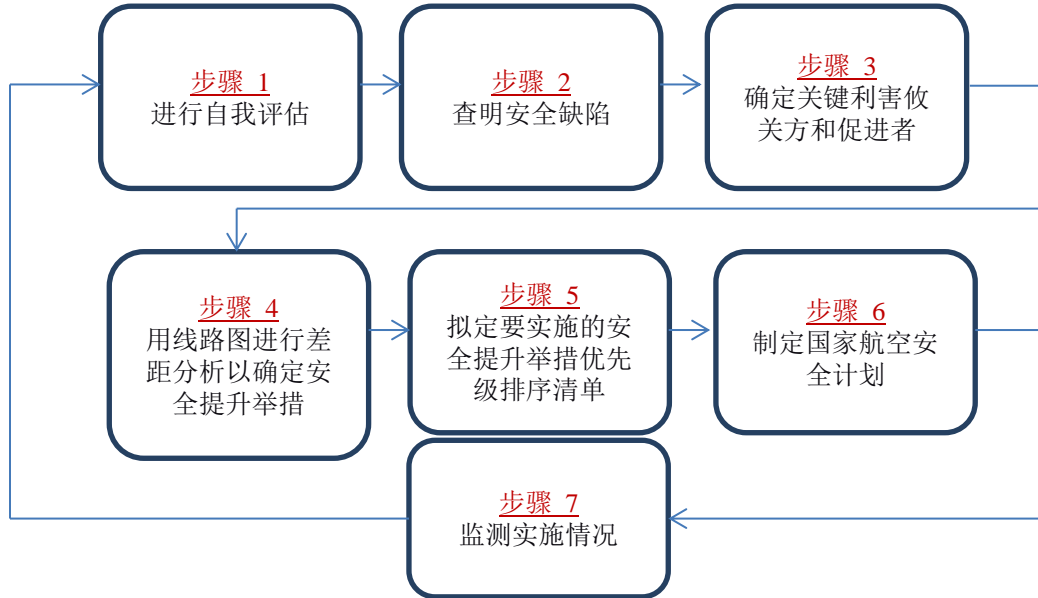 步骤 1
进行自我评估
步骤 2
查明安全缺陷
步骤 3
确定关键利害攸
关方和促进者
步骤 4
用线路图进行差
距分析以确定安
全提升举措
步骤 5
拟定要实施的安
全提升举措优先
级排序清单
步骤 6
制定国家航空安
全计划
步骤 7
监测实施情况